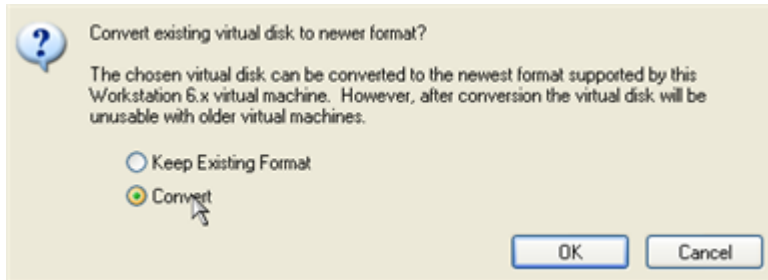 Convert existing virtual disk to newer format?
The chosen virtual disk can be converted to the newest format supported by this
Workstation 6.x virtual machine.  However, after conversion the virtual disk will be
unusable with older virtual machines.
Keep Existing Format
Convert
OK Cancel